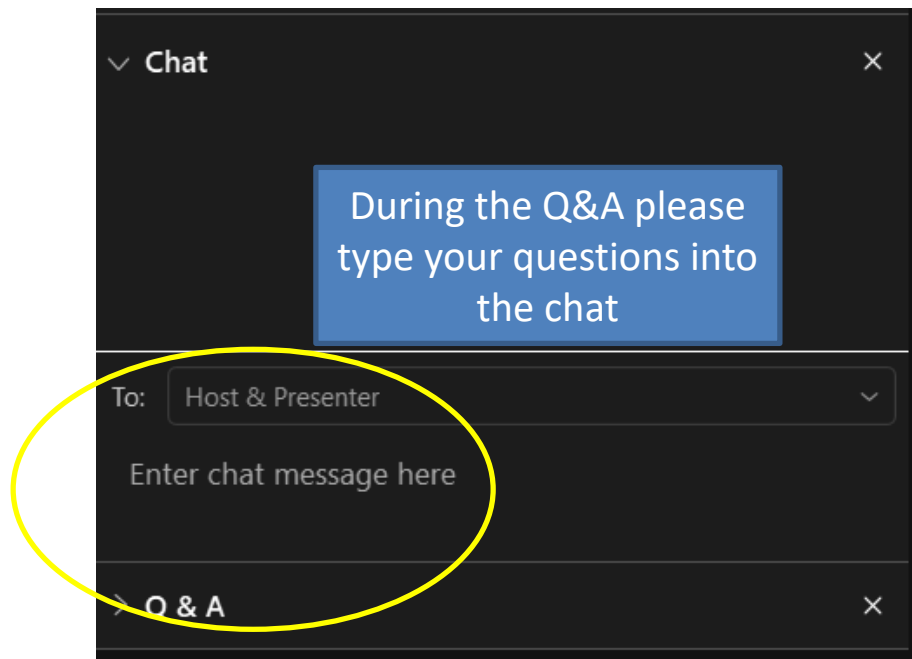 Chat
During the Q&A please
type your questions into
the chat
To: Host & Presenter
Enter chat message here
Q & A